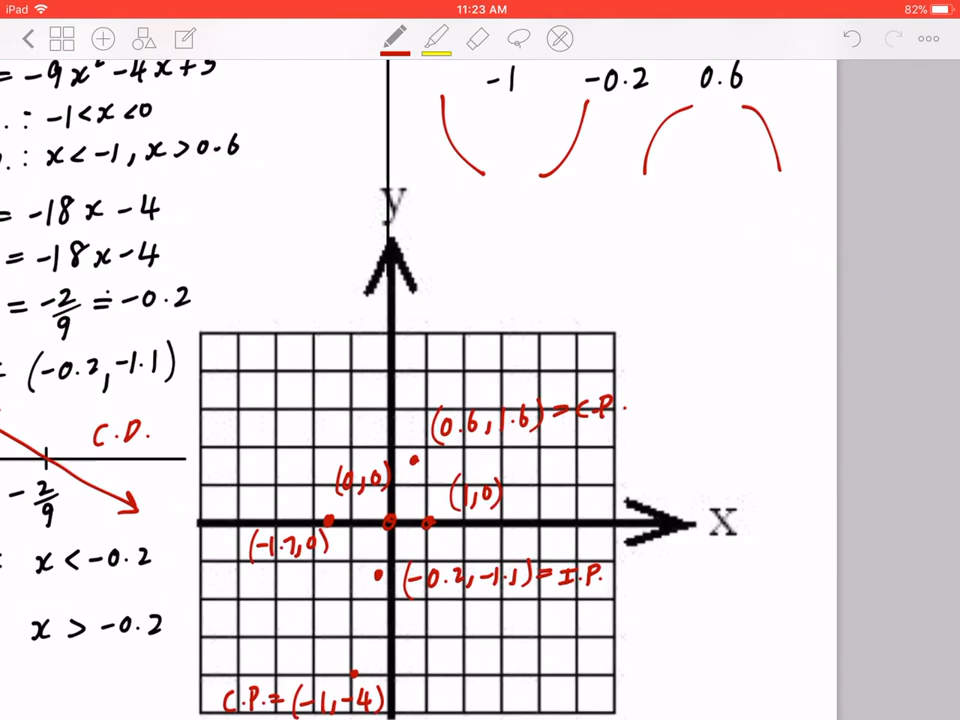 iPad 11:23 AM 82%
= -9x² -4x+5
.: -1<x<0
.: x<-1, x>0.6
= -18x-4
= -18x-4
= -2/9 ≐ -0.2
= (-0.2,-1.1)
C.D.
-2/9
x<-0.2
x > -0.2
-1 -0.2 0.6
y
(0.6,1.6)=C.P.
(0,0)
(1,0)
x
(-1.7,0)
(-0.2,-1.1)=I.P.
C.P.=(-1,-4)